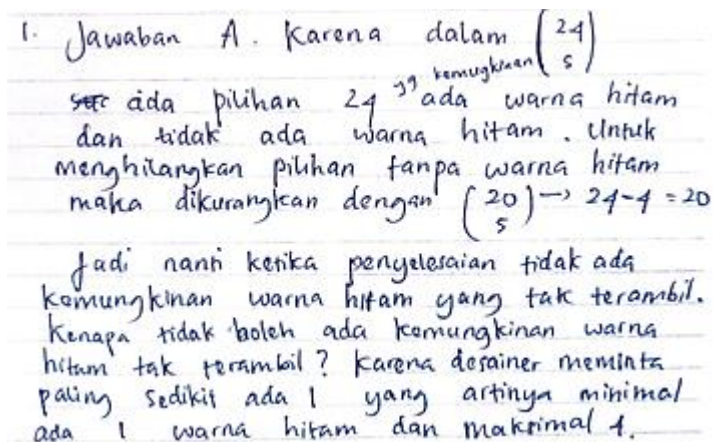 1. Jawaban A. Karena dalam (24 5)
ada pilihan 24 yg kemugkinan ada warna hitam
dan tidak ada warna hitam. Untuk
menghilangkan pilihan tanpa warna hitam
maka dikurangkan dengan (20 5) → 24-4 = 20
Jadi nanti ketika penyelesaian tidak ada
kemungkinan warna hitam yang tak terambil.
Kenapa tidak boleh ada kemungkinan warna
hitam tak terambil? Karena desainer meminta
paling sedikit ada 1 yang artinya minimal
ada 1 warna hitam dan maksimal 4.